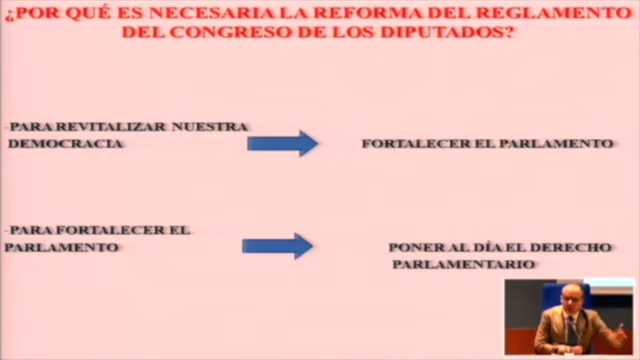 ¿POR QUÉ ES NECESARIA LA REFORMA DEL REGLAMENTO
DEL CONGRESO DE LOS DIPUTADOS?
-PARA REVITALIZAR NUESTRA
DEMOCRACIA
FORTALECER EL PARLAMENTO
-PARA FORTALECER EL
PARLAMENTO
PONER AL DÍA EL DERECHO
PARLAMENTARIO